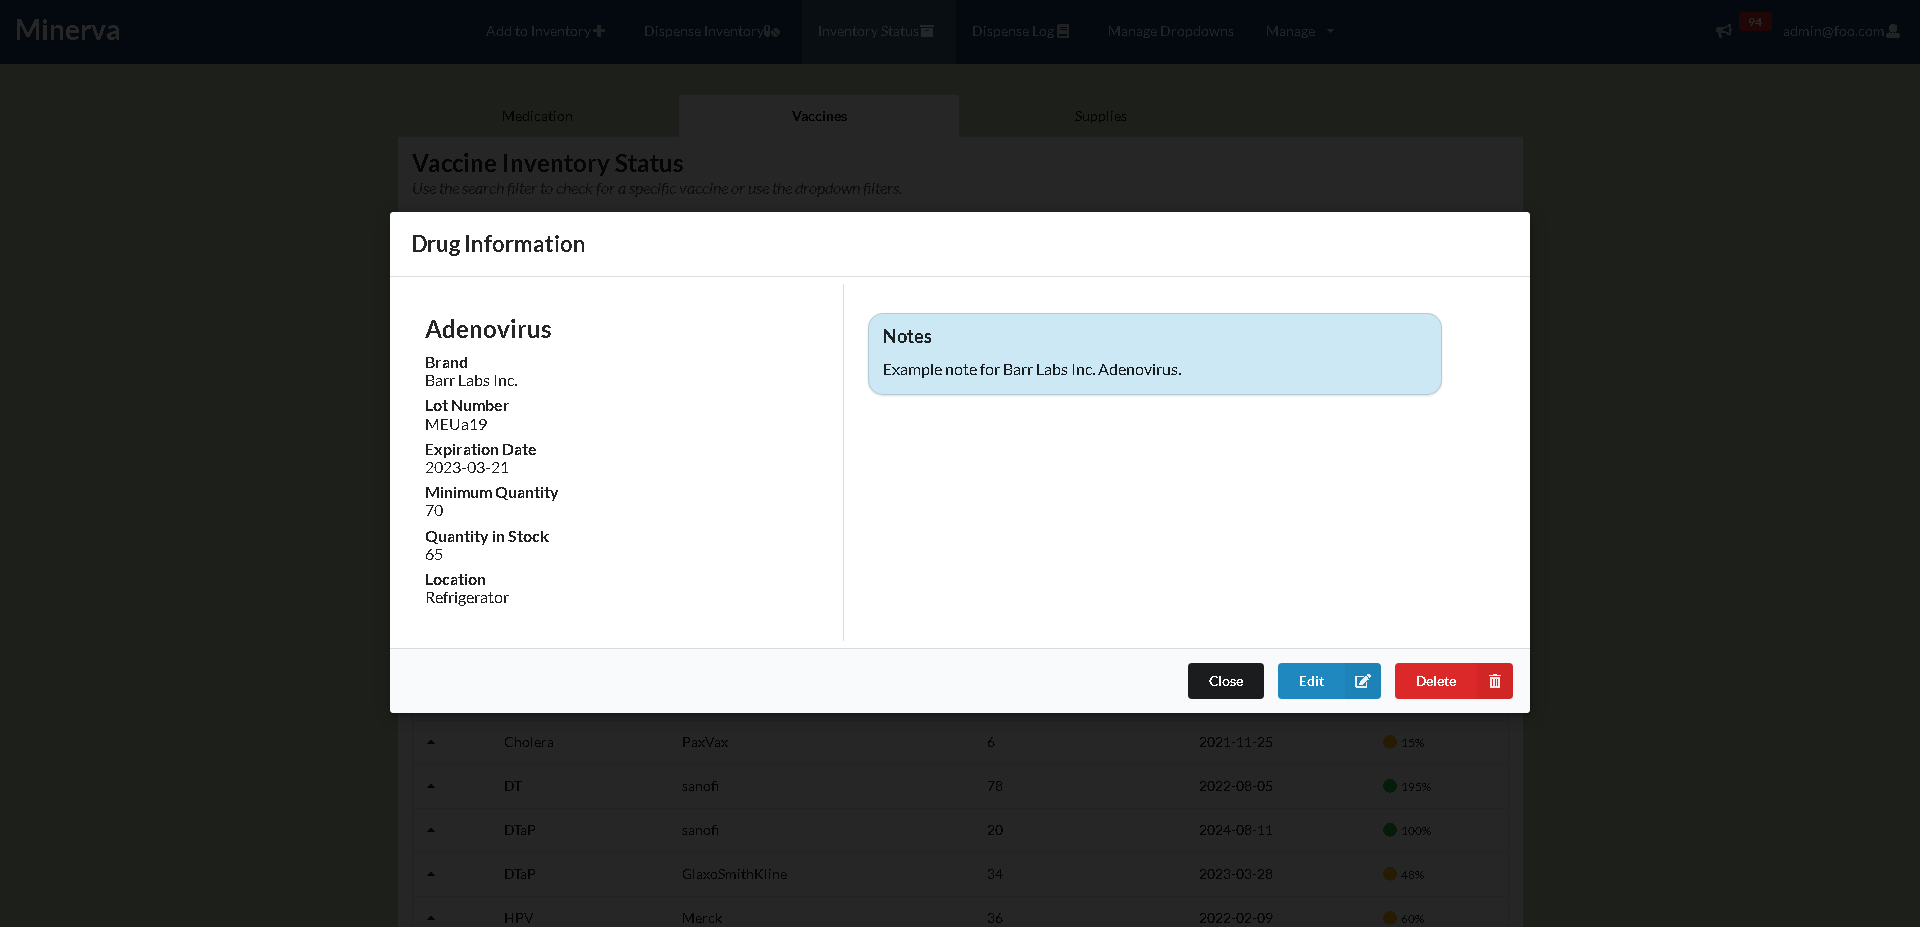 Minerva
Add to Inventory
Dispense Inventory
Inventory Status
Dispense Log
Manage Dropdowns
Manage
94
admin@foo.com
Medication
Vaccines
Supplies
Vaccine Inventory Status
Use the search filter to check for a specific vaccine or use the dropdown filters.
Drug Information
Adenovirus
Brand
Barr Labs Inc.
Lot Number
MEUa19
Expiration Date
2023-03-21
Minimum Quantity
70
Quantity in Stock
65
Location
Refrigerator
Notes
Example note for Barr Labs Inc. Adenovirus.
Close
Edit
Delete
Cholera PaxVax 6 2021-11-25 15%
DT sanofi 78 2022-08-05 195%
DTaP sanofi 20 2024-08-11 100%
DTaP GlaxoSmithKline 34 2023-03-28 48%
HPV Merck 36 2022-02-09 60%